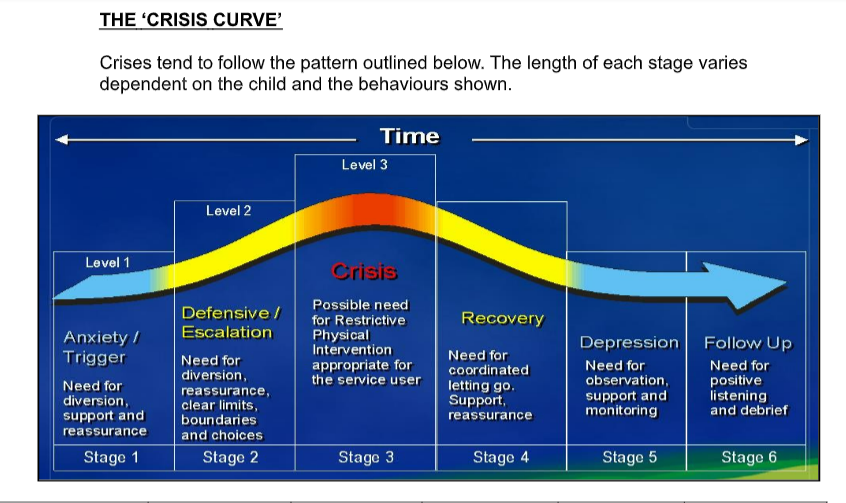 THE ‘CRISIS CURVE’
Crises tend to follow the pattern outlined below. The length of each stage varies
dependent on the child and the behaviours shown.
Time
Level 1
Anxiety /
Trigger
Need for
diversion,
support and
reassurance
Stage 1
Level 2
Defensive /
Escalation
Need for
diversion,
reassurance,
clear limits,
boundaries
and choices
Stage 2
Level 3
Crisis
Possible need
for Restrictive
Physical
Intervention
appropriate for
the service user
Stage 3
Recovery
Need for
coordinated
letting go.
Support,
reassurance
Stage 4
Depression
Need for
observation,
support and
monitoring
Stage 5
Follow Up
Need for
positive
listening
and debrief
Stage 6